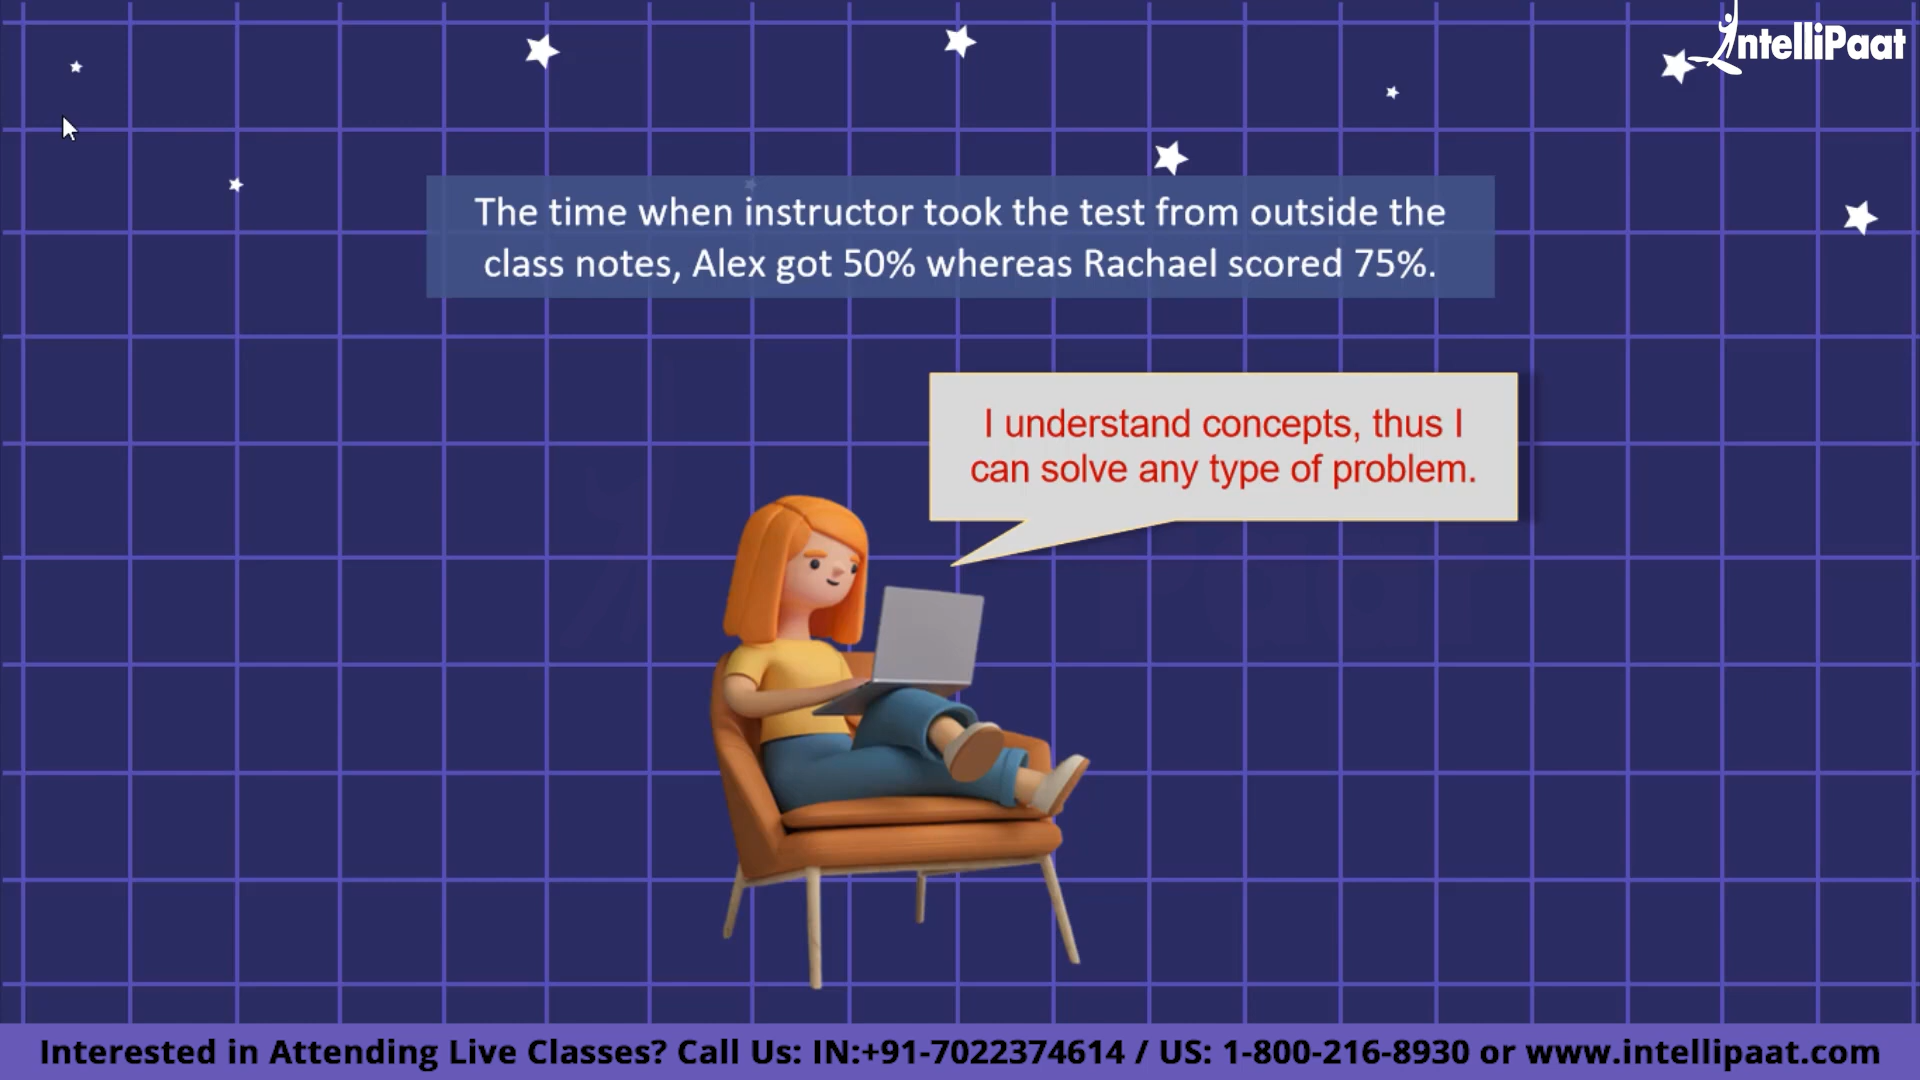 IntelliPaat
The time when instructor took the test from outside the
class notes, Alex got 50% whereas Rachael scored 75%.
I understand concepts, thus I
can solve any type of problem.
Interested in Attending Live Classes? Call Us: IN:+91-7022374614 / US: 1-800-216-8930 or www.intellipaat.com